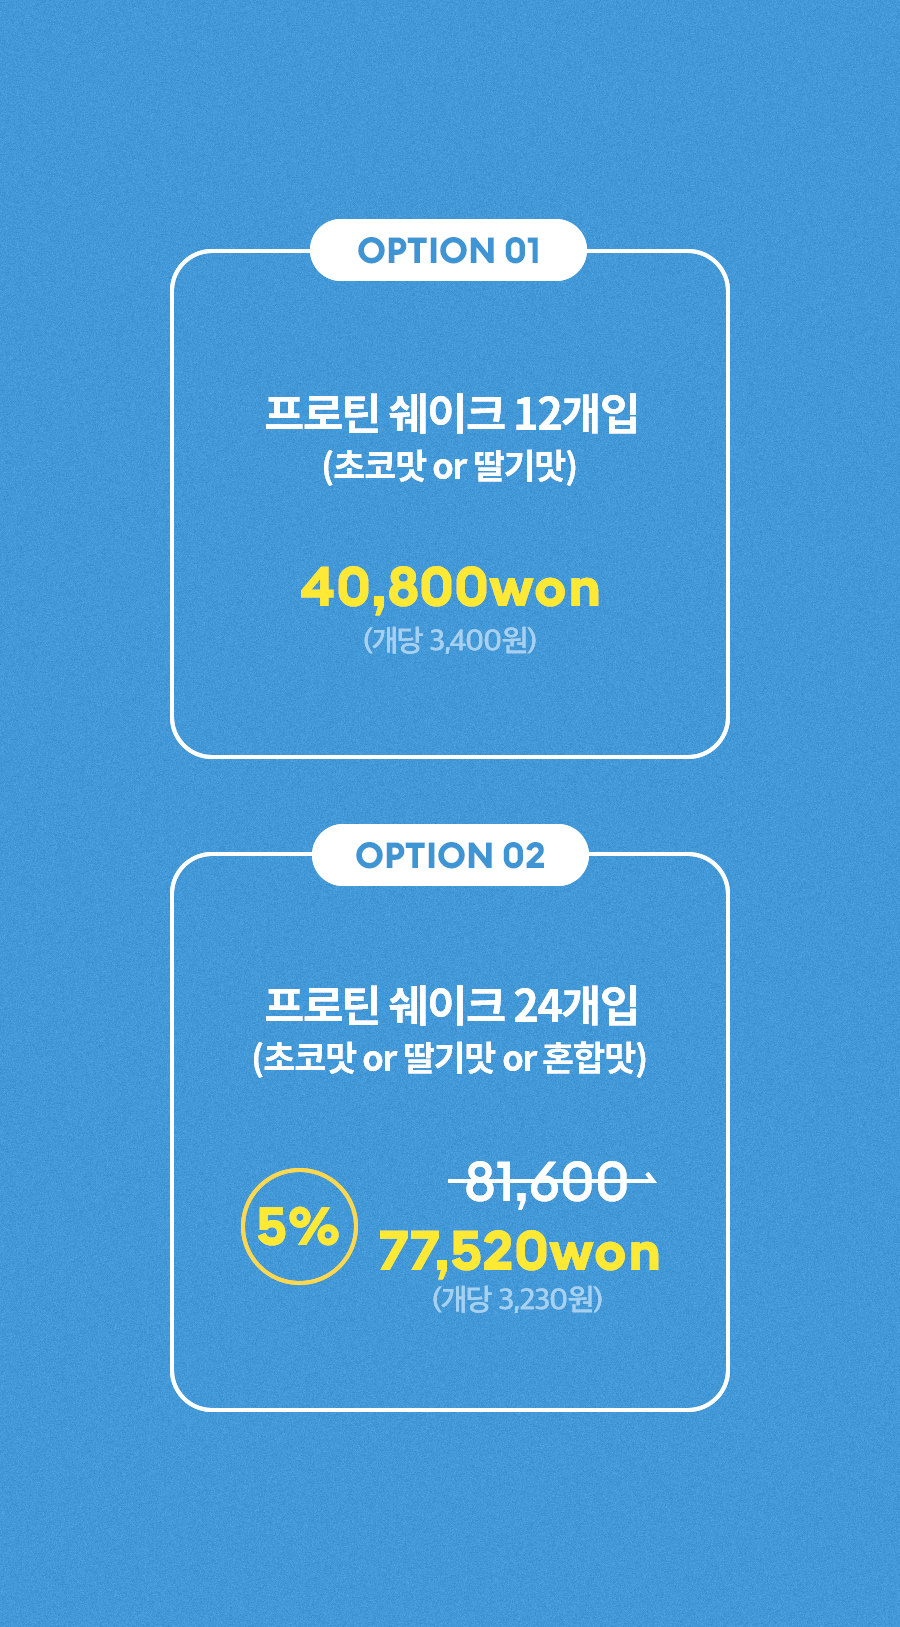 OPTION 01
프로틴 쉐이크 12개입
(초코맛 or 딸기맛)
40,800won
(개당 3,400원)
OPTION 02
프로틴 쉐이크 24개입
(초코맛 or 딸기맛 or 혼합맛)
81,600
5%
77,520won
(개당 3,230원)